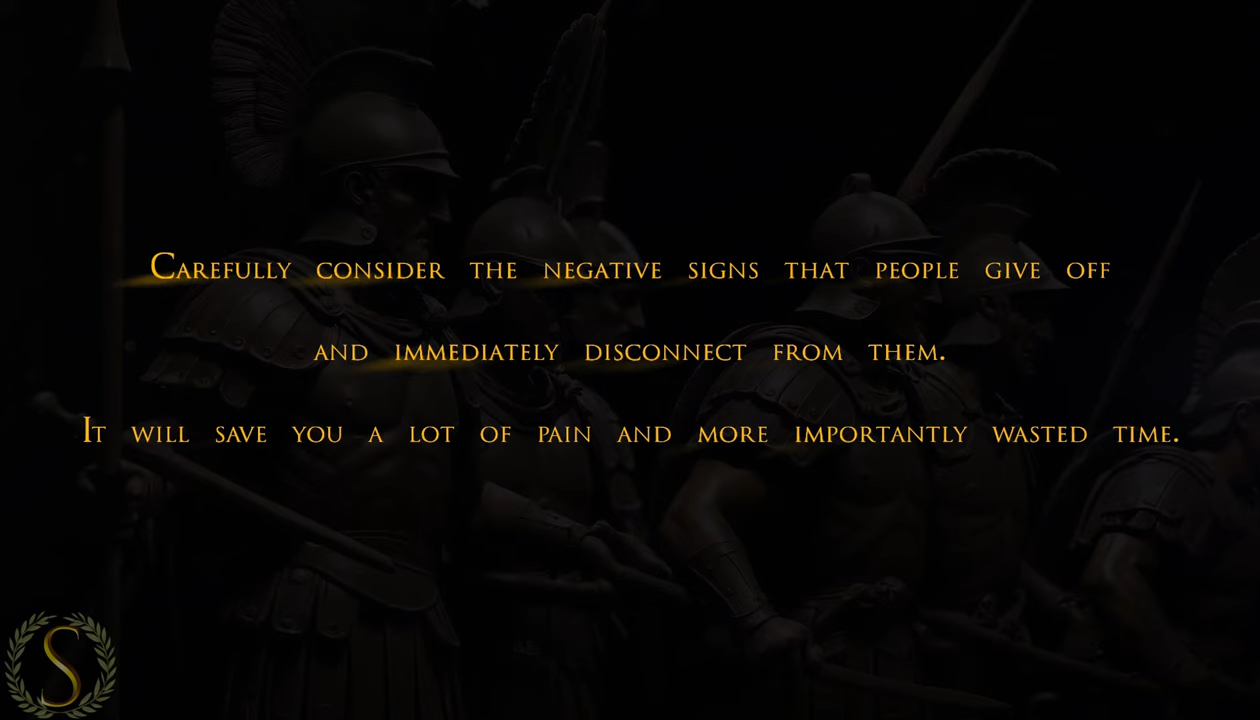 Carefully consider the negative signs that people give off
and immediately disconnect from them.
It will save you a lot of pain and more importantly wasted time.
S